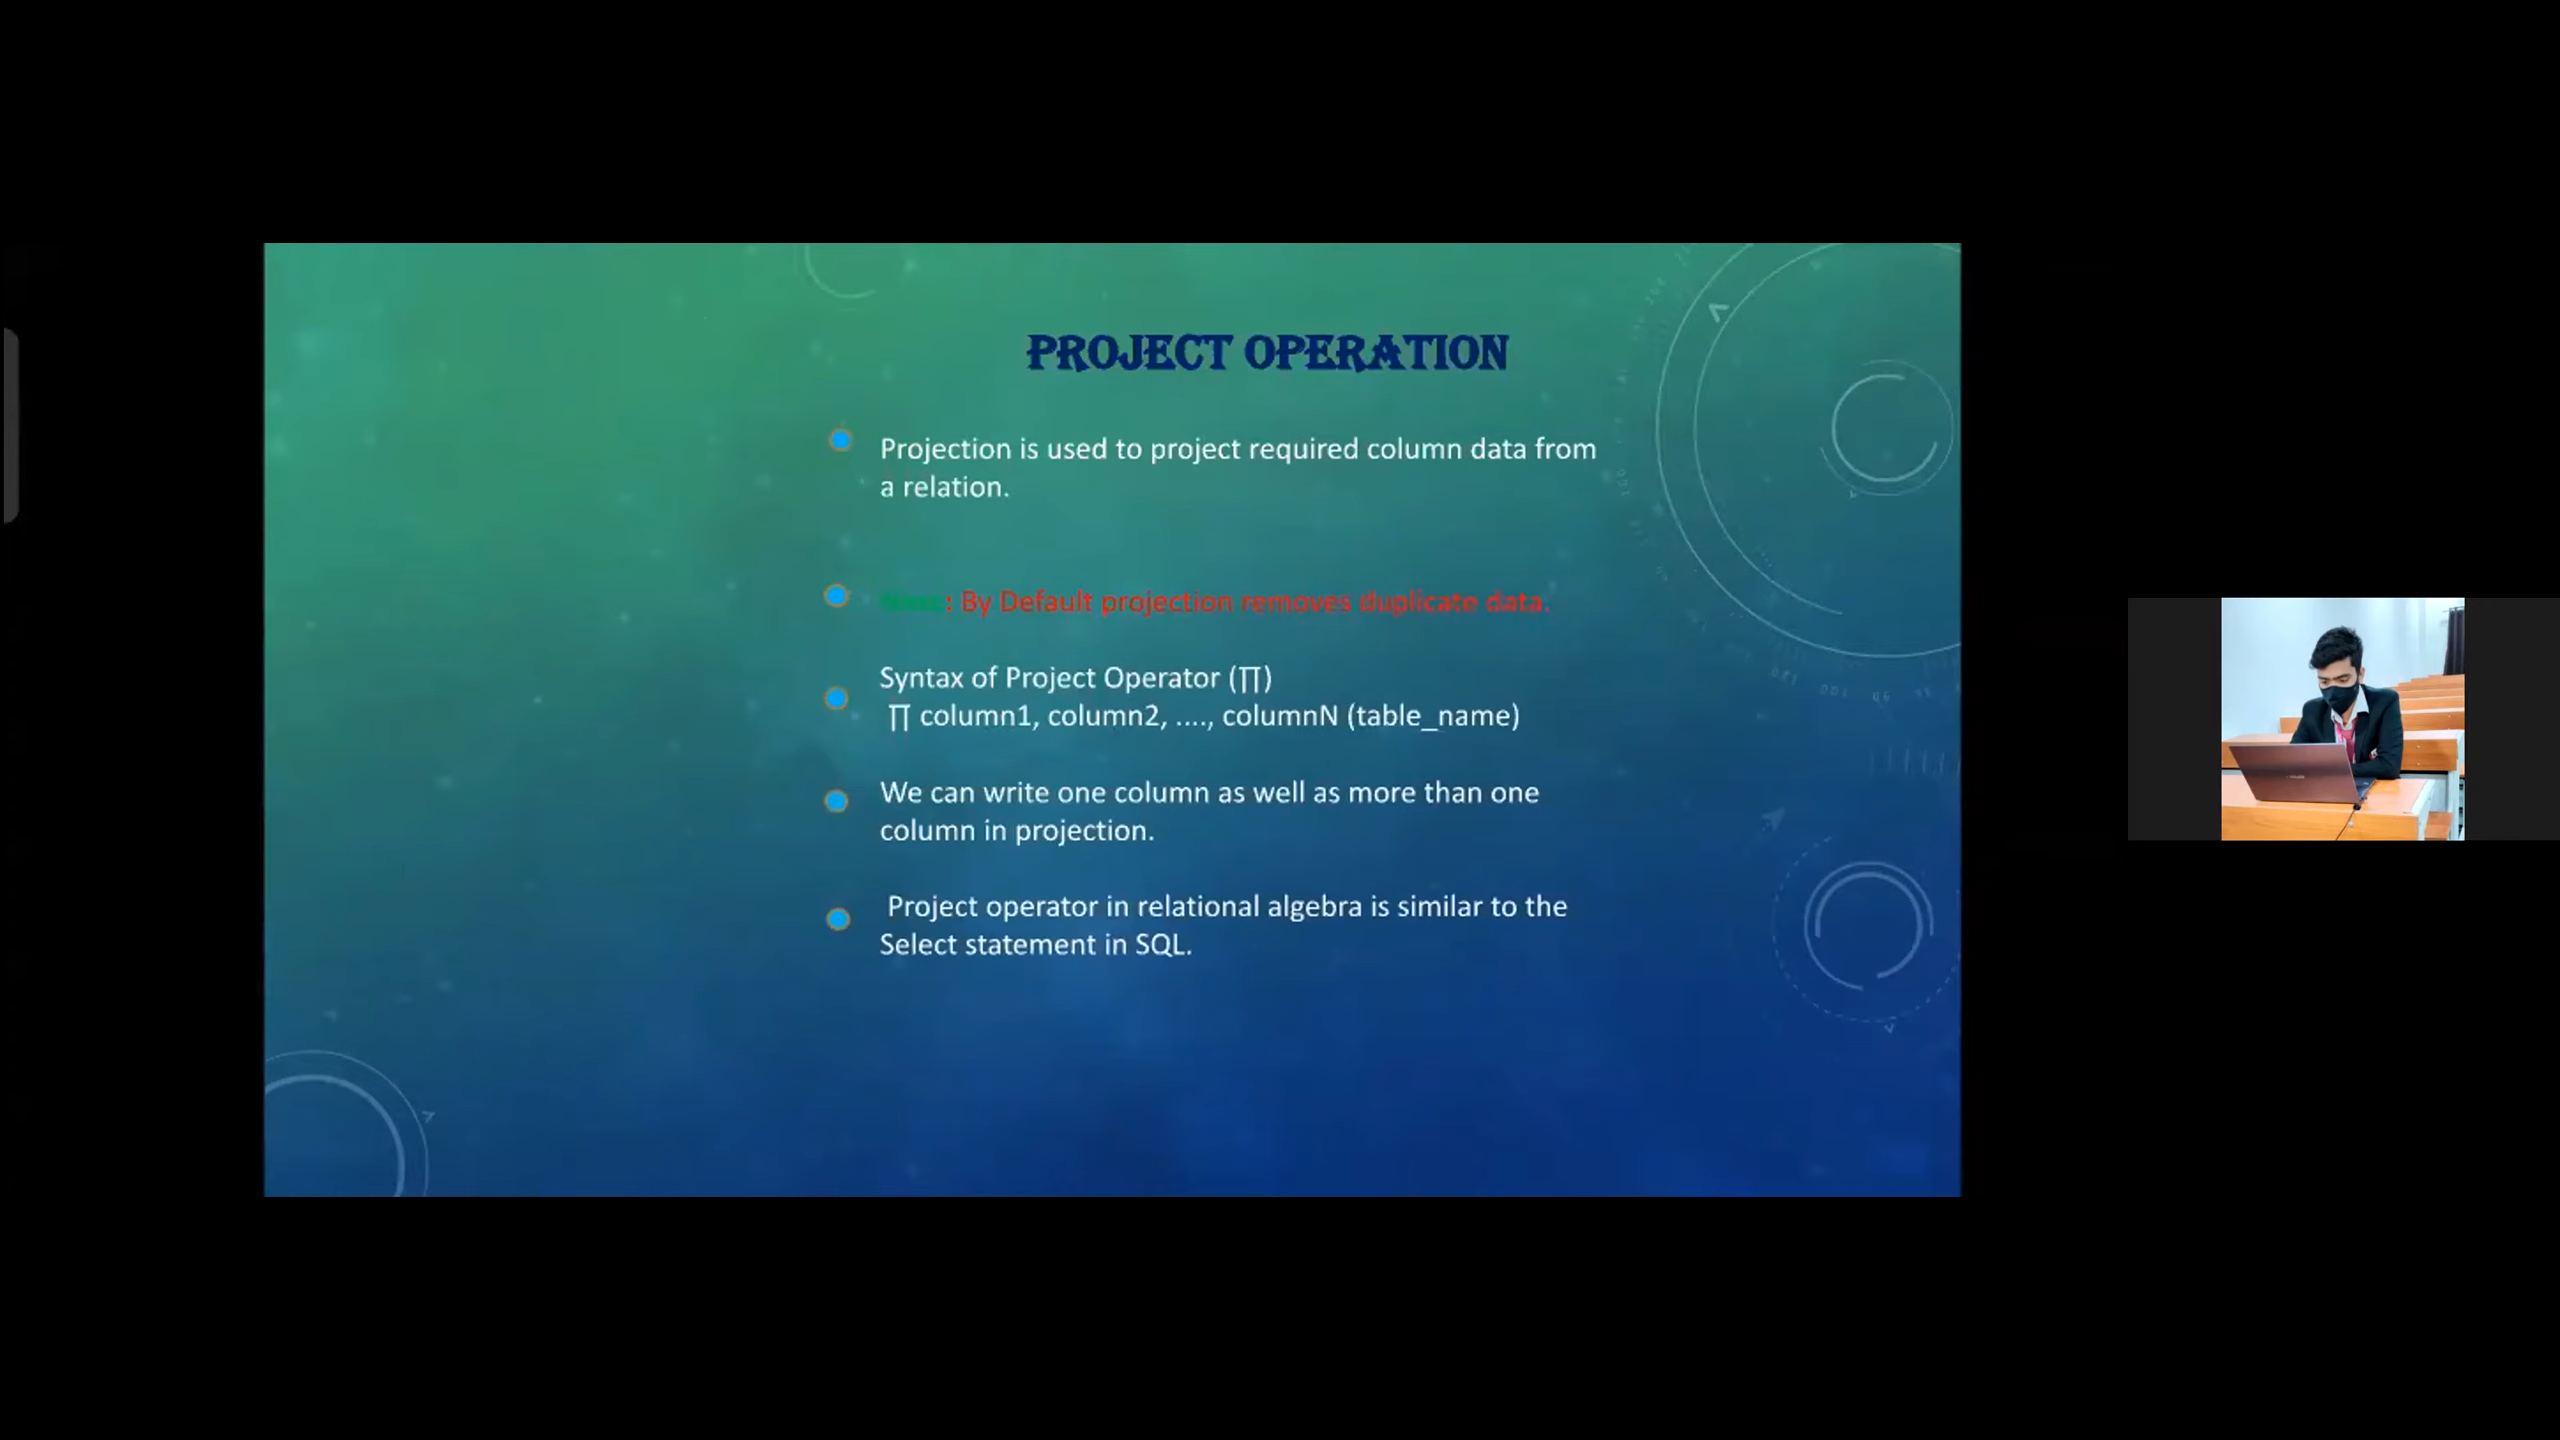 PROJECT OPERATION
Projection is used to project required column data from
a relation.
: By Default projection removes duplicate data.
Syntax of Project Operator (∏)
∏ column1, column2, ...., columnN (table_name)
We can write one column as well as more than one
column in projection.
Project operator in relational algebra is similar to the
Select statement in SQL.